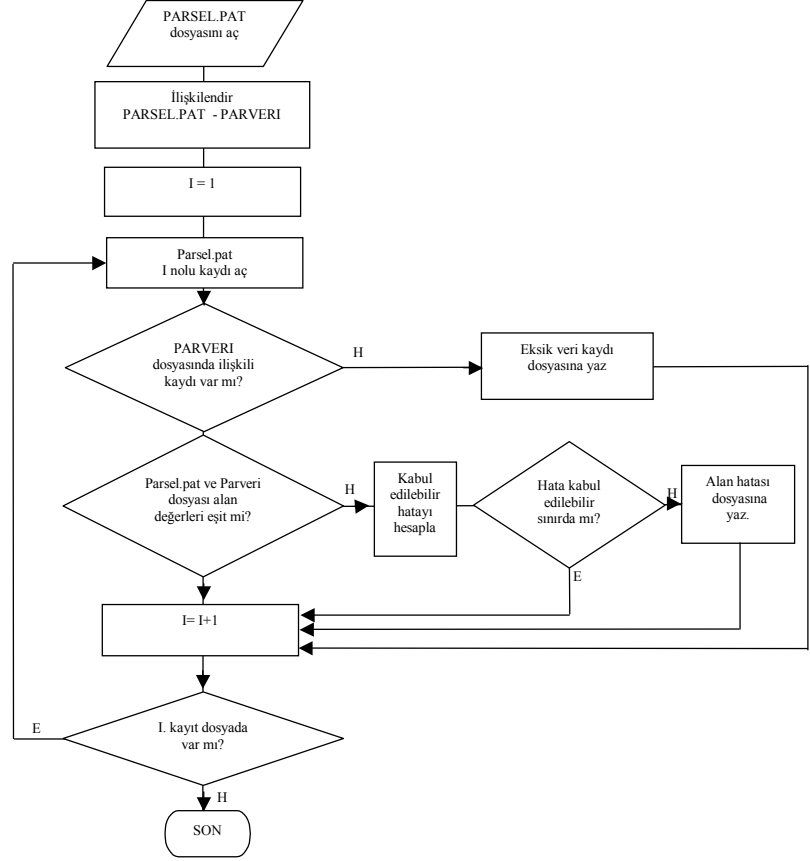 PARSEL.PAT
dosyasını aç
İlişkilendir
PARSEL.PAT - PARVERI
I = 1
Parsel.pat
I nolu kaydı aç
PARVERI
dosyasında ilişkili
kaydı var mı?
H
Eksik veri kaydı
dosyasına yaz
Parsel.pat ve Parveri
dosyası alan
değerleri eşit mi?
H
Kabul
edilebilir
hatayı
hesapla
Hata kabul
edilebilir
sınırda mı?
H
Alan hatası
dosyasına
yaz.
E
I= I+1
I. kayıt dosyada
var mı?
E
H
SON